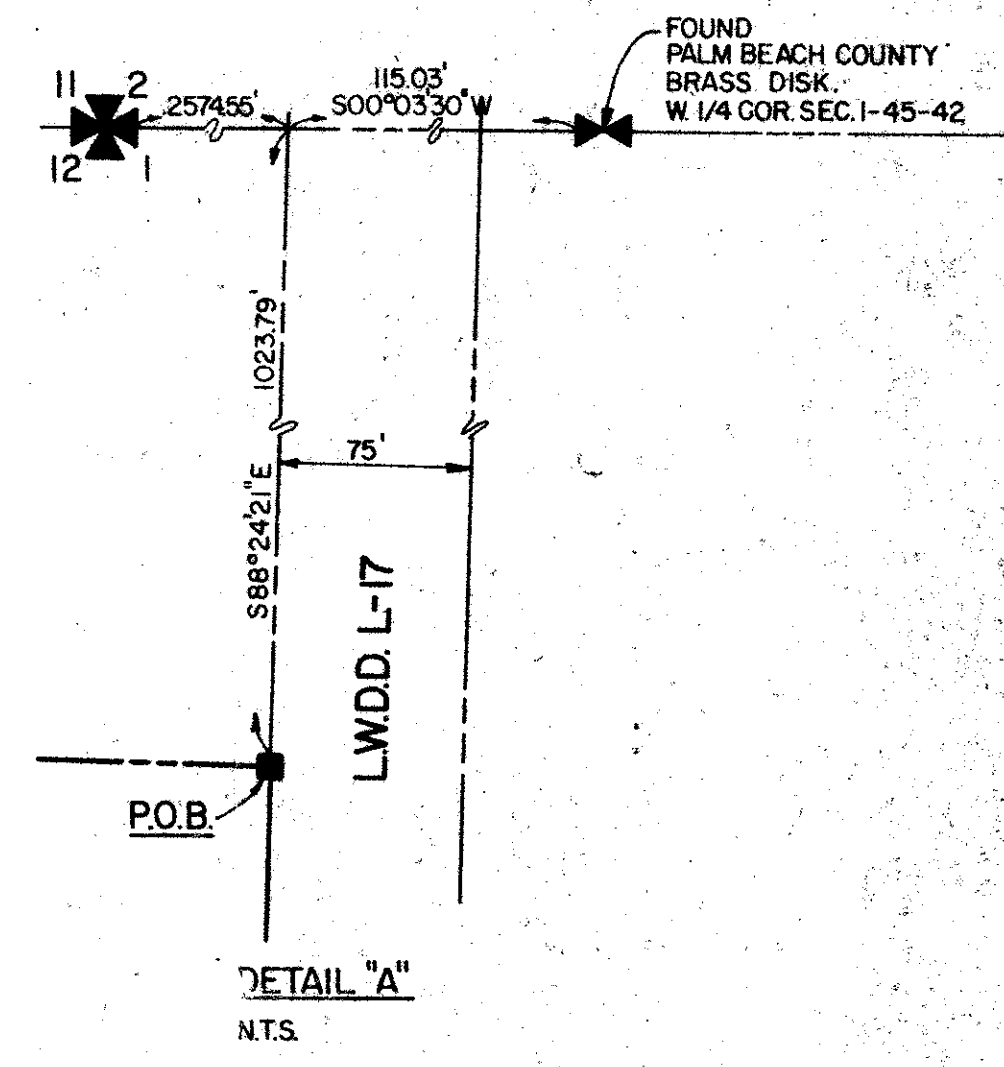 FOUND
PALM BEACH COUNTY
BRASS DISK.
W. 1/4 COR. SEC. 1-45-42
11 2
12 1
2574.55'
115.03'
S00°03'30"W
1023.79'
S88°24'21"E
75'
L.W.D.D. L-17
P.O.B.
DETAIL "A"
N.T.S.